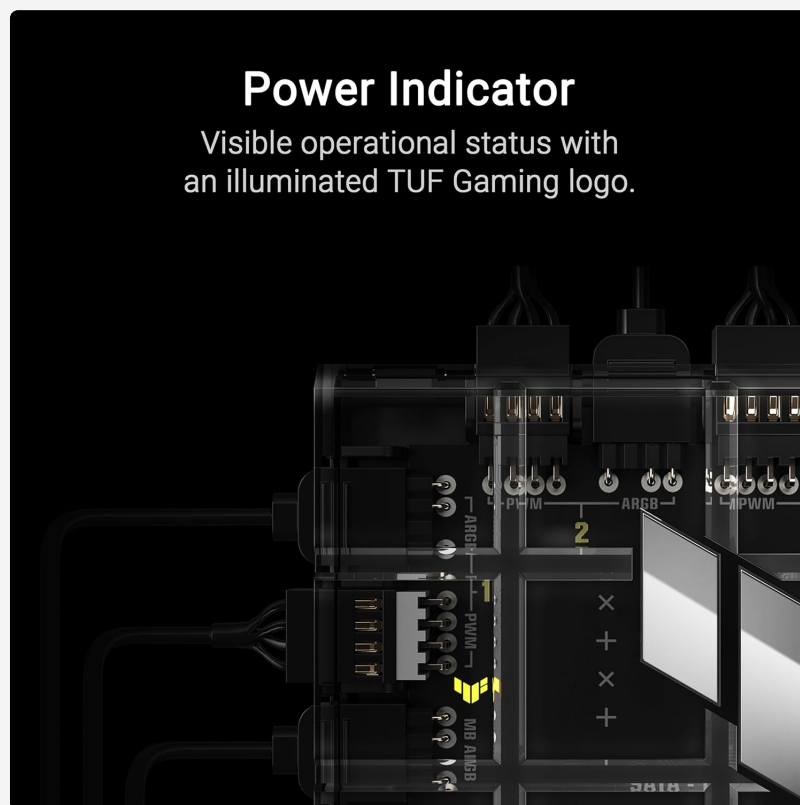 Power Indicator
Visible operational status with
an illuminated TUF Gaming logo.
PWM
ARGB
PWM
2
ARGB
1
PWM
MB ARGB
SATA